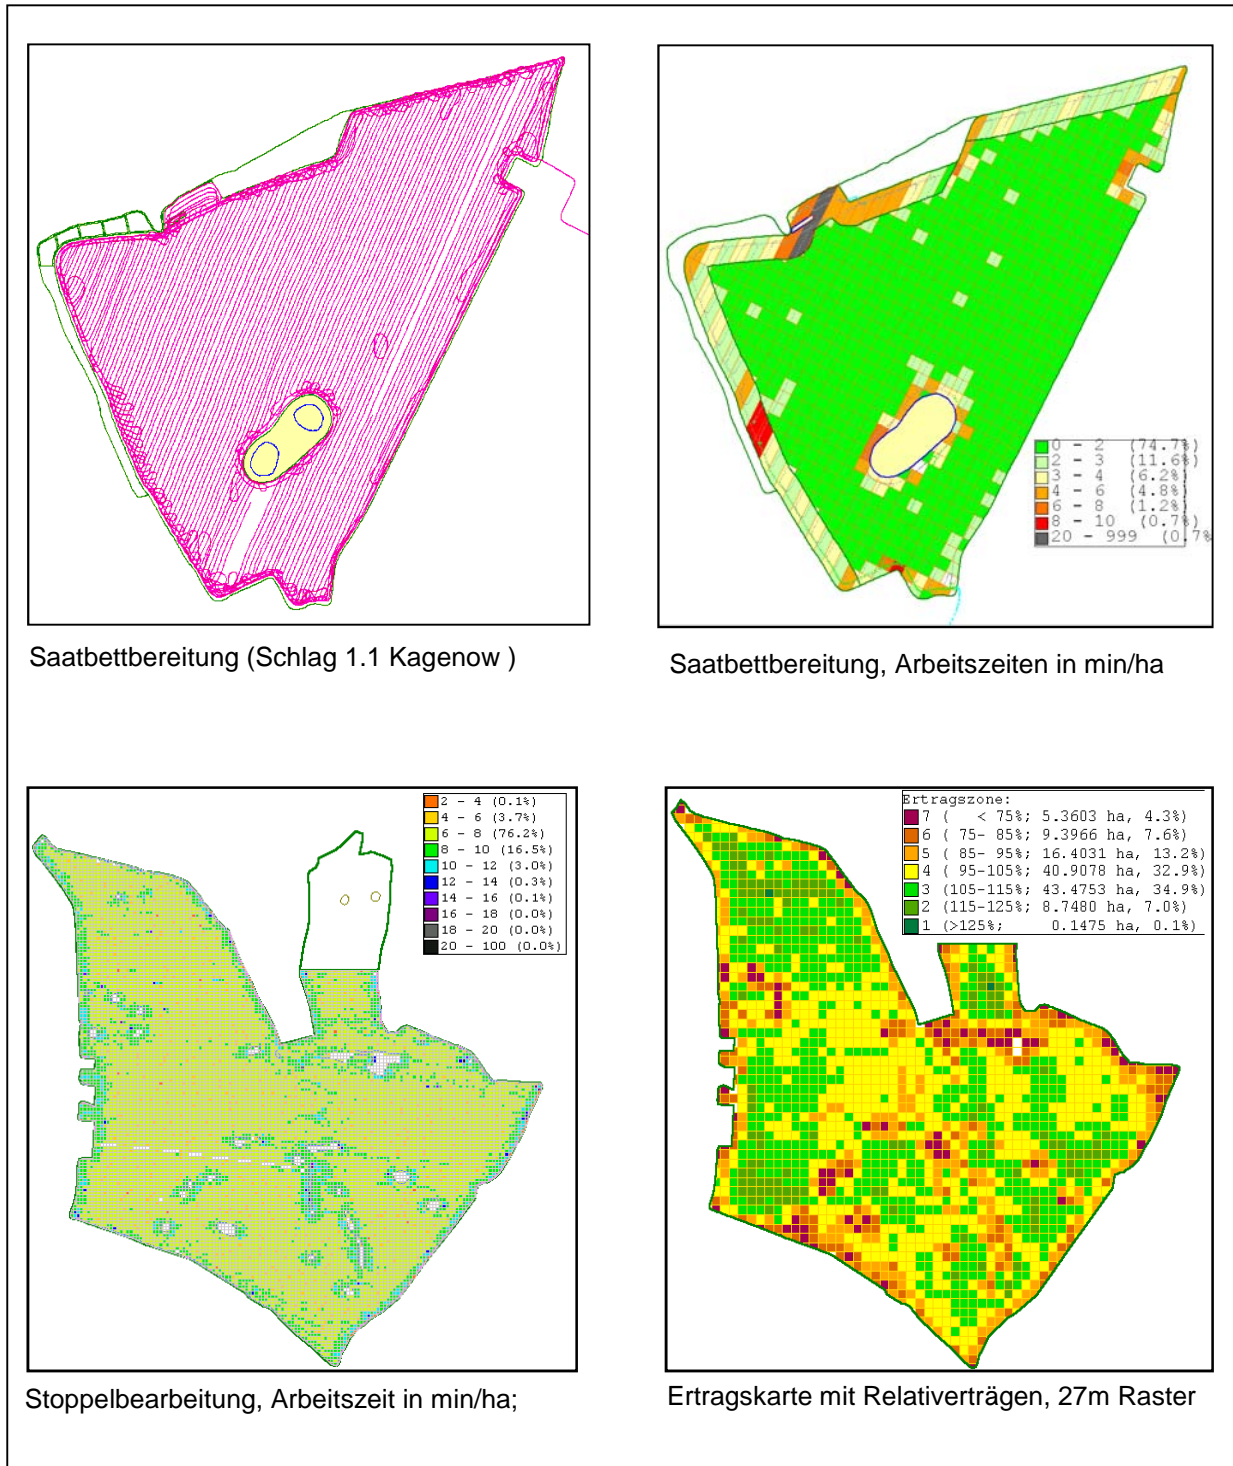 0 - 2 (74.7%)
2 - 3 (11.6%)
3 - 4 (6.2%)
4 - 6 (4.8%)
6 - 8 (1.2%)
8 - 10 (0.7%)
20 - 999 (0.7%
Saatbettbereitung (Schlag 1.1 Kagenow )
Saatbettbereitung, Arbeitszeiten in min/ha
2 - 4 (0.1%)
4 - 6 (3.7%)
6 - 8 (76.2%)
8 - 10 (16.5%)
10 - 12 (3.0%)
12 - 14 (0.3%)
14 - 16 (0.1%)
16 - 18 (0.0%)
18 - 20 (0.0%)
20 - 100 (0.0%)
Ertragszone:
7 ( < 75%; 5.3603 ha, 4.3%)
6 ( 75- 85%; 9.3966 ha, 7.6%)
5 ( 85- 95%; 16.4031 ha, 13.2%)
4 ( 95-105%; 40.9078 ha, 32.9%)
3 (105-115%; 43.4753 ha, 34.9%)
2 (115-125%; 8.7480 ha, 7.0%)
1 (>125%; 0.1475 ha, 0.1%)
Stoppelbearbeitung, Arbeitszeit in min/ha;
Ertragskarte mit Relativerträgen, 27m Raster